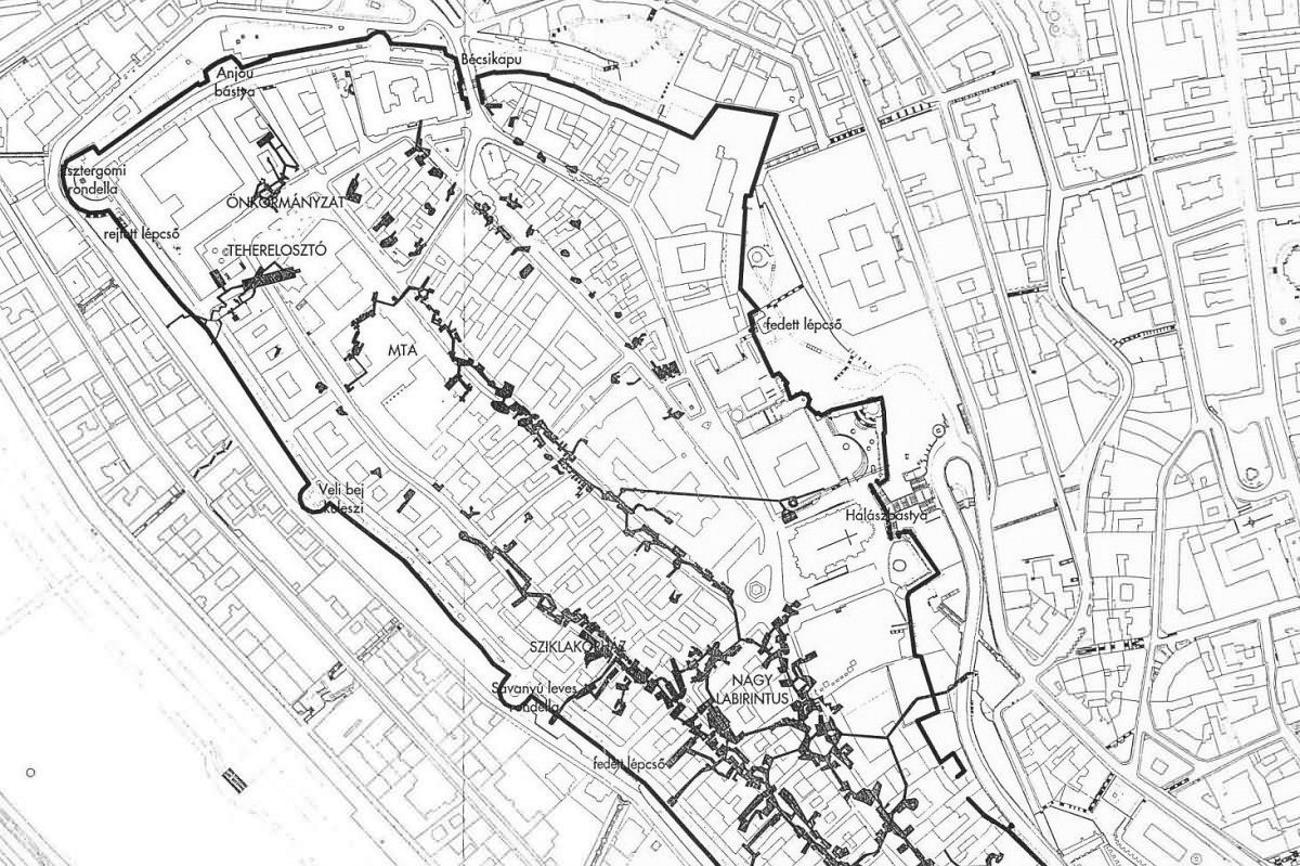 Bécsikapu
Anjou
bástya
Esztergomi
rondella
ÖNKORMÁNYZAT
rejtett lépcső
TEHERELOSZTÓ
fedett lépcső
MTA
Veli bej
kuleszi
Halászbástya
SZIKLAKÓRHÁZ
NAGY
LABIRINTUS
Savanyú leves
rondella
fedett lépcső